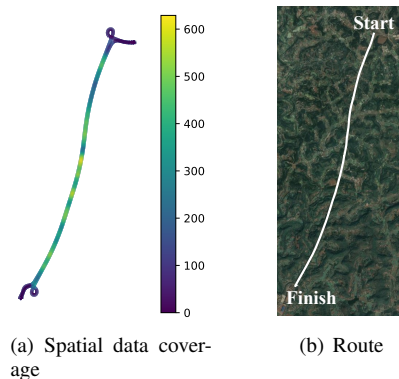 600
500
400
300
200
100
0
Start
Finish
(a) Spatial data cover-
age
(b) Route